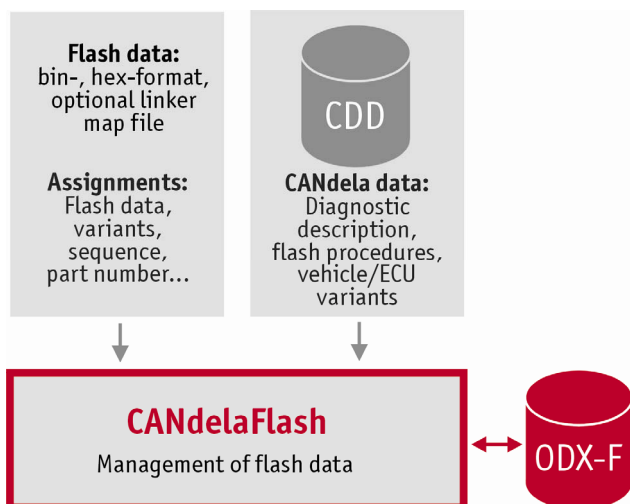 Flash data:
bin-, hex-format,
optional linker
map file
Assignments:
Flash data,
variants,
sequence,
part number...
CDD
CANdela data:
Diagnostic
description,
flash procedures,
vehicle/ECU
variants
CANdelaFlash
Management of flash data
ODX-F